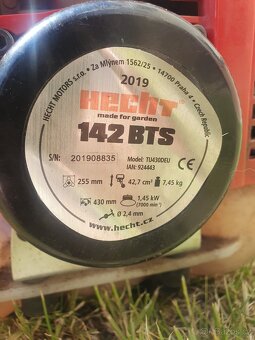 HECHT MOTORS s.r.o. • Za Mlýnem 1562/25 • 14700 Praha 4 • Czech Republic
2019
HECHT
made for garden
142 BTS
S/N: 201908835
Model: TU430DEU
IAN: 924443
255 mm
42,7 cm³
7,45 kg
430 mm
1,45 kW
(7000 min⁻¹)
Ø 2,4 mm
www.hecht.cz